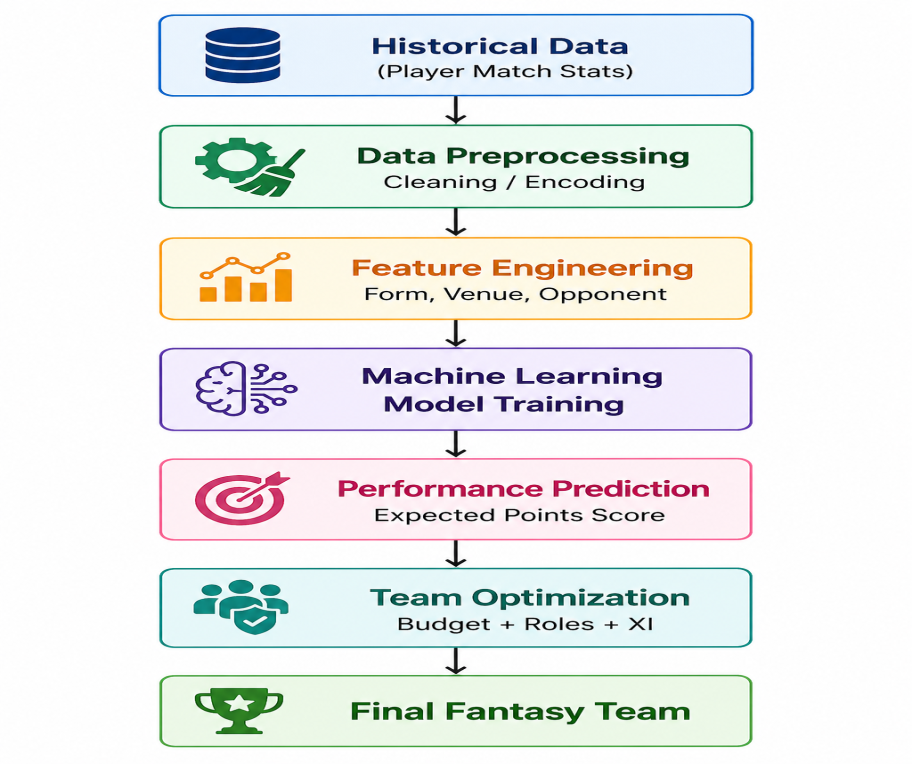 Historical Data
(Player Match Stats)
Data Preprocessing
Cleaning / Encoding
Feature Engineering
Form, Venue, Opponent
Machine Learning
Model Training
Performance Prediction
Expected Points Score
Team Optimization
Budget + Roles + XI
Final Fantasy Team